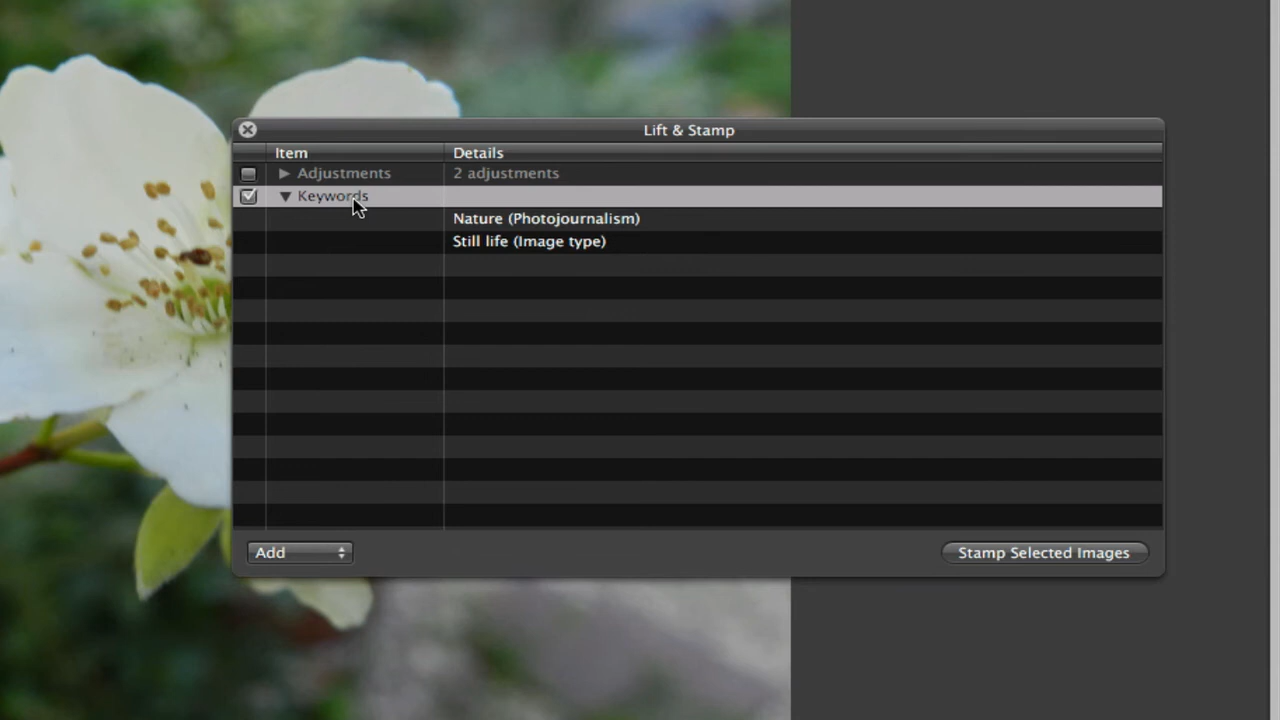 Lift & Stamp
Item Details
Adjustments 2 adjustments
Keywords
Nature (Photojournalism)
Still life (Image type)
Add Stamp Selected Images